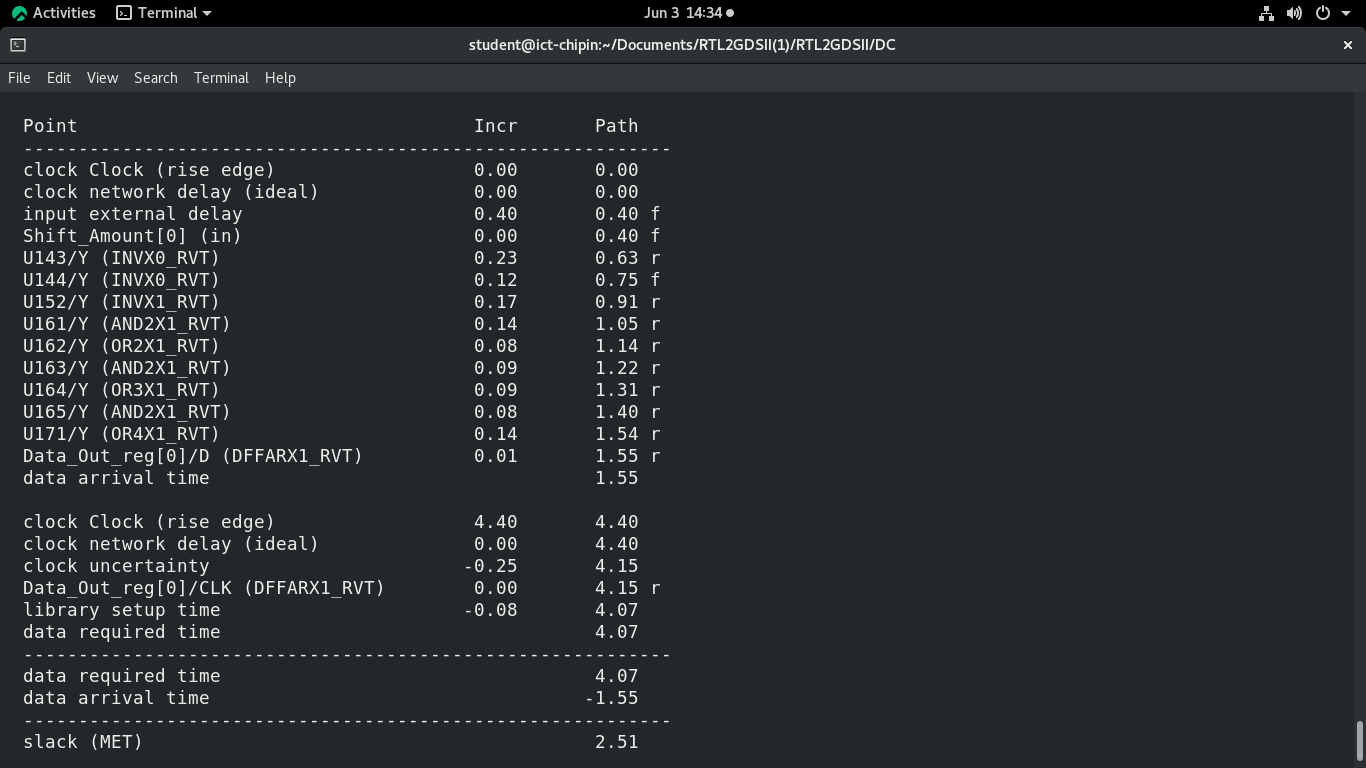 Activities Terminal Jun 3 14:34
student@ict-chipin:~/Documents/RTL2GDSII(1)/RTL2GDSII/DC ×
File Edit View Search Terminal Help
Point Incr Path
-----------------------------------------------------------
clock Clock (rise edge) 0.00 0.00
clock network delay (ideal) 0.00 0.00
input external delay 0.40 0.40 f
Shift_Amount[0] (in) 0.00 0.40 f
U143/Y (INVX0_RVT) 0.23 0.63 r
U144/Y (INVX0_RVT) 0.12 0.75 f
U152/Y (INVX1_RVT) 0.17 0.91 r
U161/Y (AND2X1_RVT) 0.14 1.05 r
U162/Y (OR2X1_RVT) 0.08 1.14 r
U163/Y (AND2X1_RVT) 0.09 1.22 r
U164/Y (OR3X1_RVT) 0.09 1.31 r
U165/Y (AND2X1_RVT) 0.08 1.40 r
U171/Y (OR4X1_RVT) 0.14 1.54 r
Data_Out_reg[0]/D (DFFARX1_RVT) 0.01 1.55 r
data arrival time 1.55
clock Clock (rise edge) 4.40 4.40
clock network delay (ideal) 0.00 4.40
clock uncertainty -0.25 4.15
Data_Out_reg[0]/CLK (DFFARX1_RVT) 0.00 4.15 r
library setup time -0.08 4.07
data required time 4.07
-----------------------------------------------------------
data required time 4.07
data arrival time -1.55
-----------------------------------------------------------
slack (MET) 2.51